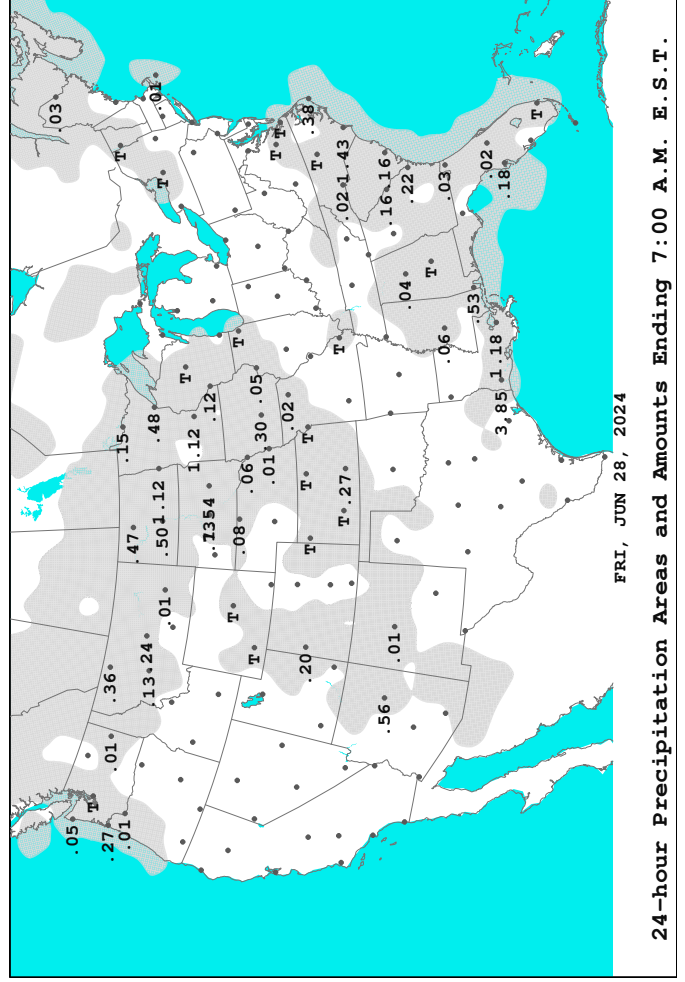 .03
.05
T
.27 .01 .36
.01 .15 T
.47
.13 .24 .48 .01
.50 1.12 T
.01
T
1.12
.54 .12
T .08 T
.06
T .05
.30
.01
T T
.02
.20 T T T .38
T
T
T .27 .02 1.43
.56 .16 .16
.01
.04 .22
T
.06 .03
.53
.02
1.18
3.85 .18
T
FRI, JUN 28, 2024
24-hour Precipitation Areas and Amounts Ending 7:00 A.M. E.S.T.